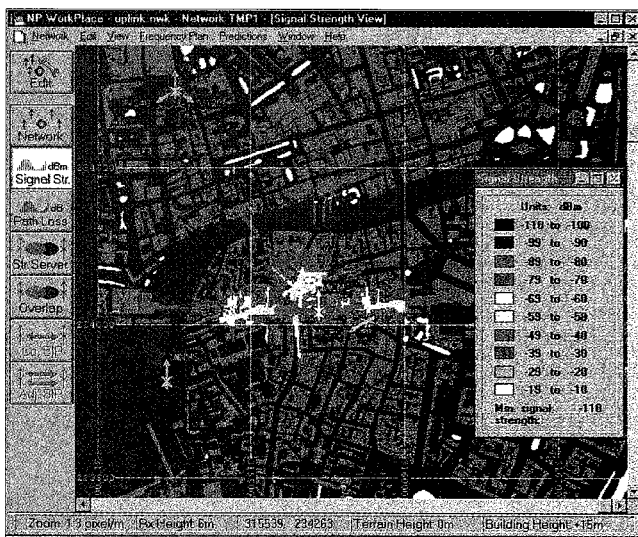 NP WorkPlace - uplink.nwk - Network TMP1 - [Signal Strength View]
Network Edit View Frequency Plan Predictions Window Help
Edit
Network
dBm
Signal Str.
dB
Path Loss
Str Server
Overlap
Units: dBm
-110 to -100
-99 to -90
-89 to -80
-79 to -70
-69 to -60
-59 to -50
-49 to -40
-39 to -30
-29 to -20
-19 to -10
Min. signal -110
strength:
Zoom 1:3 pixel/m Rx Height 6m 315539, 234263 Terrain Height 0m Building Height +15m